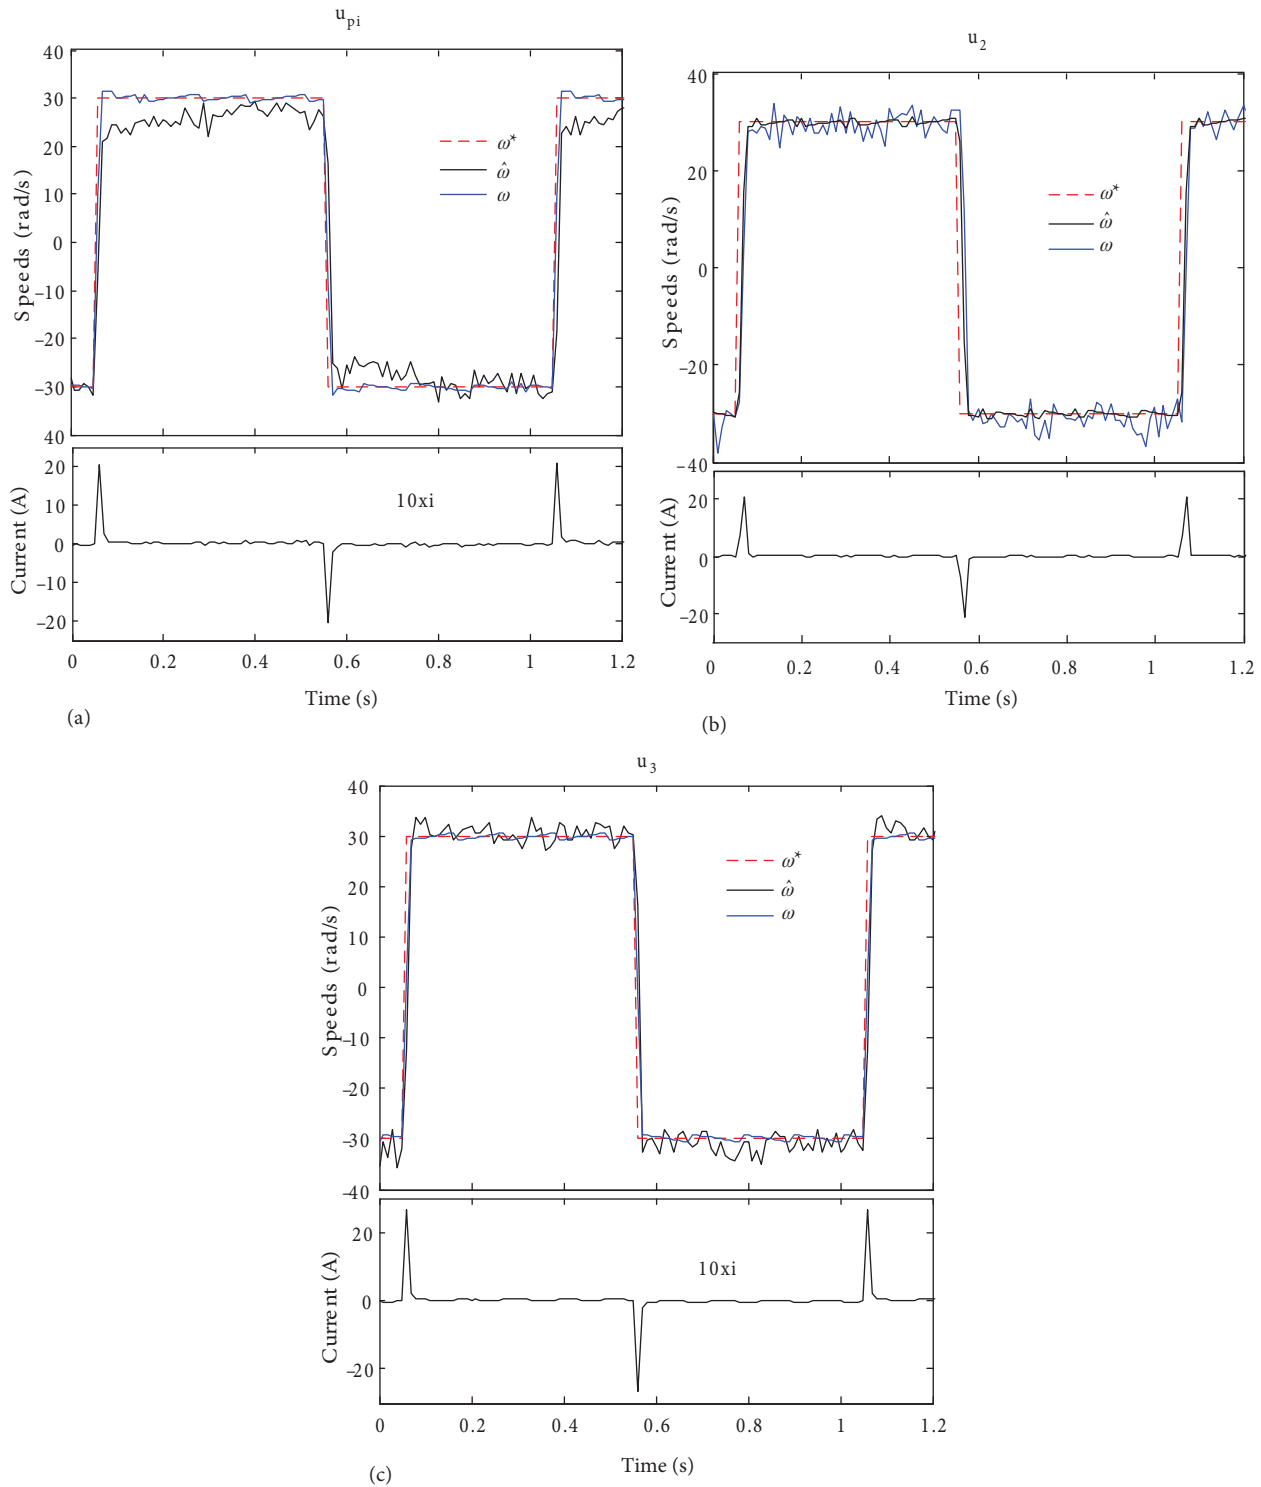 u_pi
40
30
20
10
0
−10
−20
−30
40
Speeds (rad/s)
ω*
ω̂
ω
20
10
0
−10
−20
Current (A)
10xi
0 0.2 0.4 0.6 0.8 1 1.2
Time (s)
(a)
u_2
40
20
0
−20
−40
Speeds (rad/s)
ω*
ω̂
ω
20
0
−20
Current (A)
0 0.2 0.4 0.6 0.8 1 1.2
Time (s)
(b)
u_3
40
30
20
10
0
−10
−20
−30
−40
Speeds (rad/s)
ω*
ω̂
ω
20
0
−20
Current (A)
10xi
0 0.2 0.4 0.6 0.8 1 1.2
Time (s)
(c)